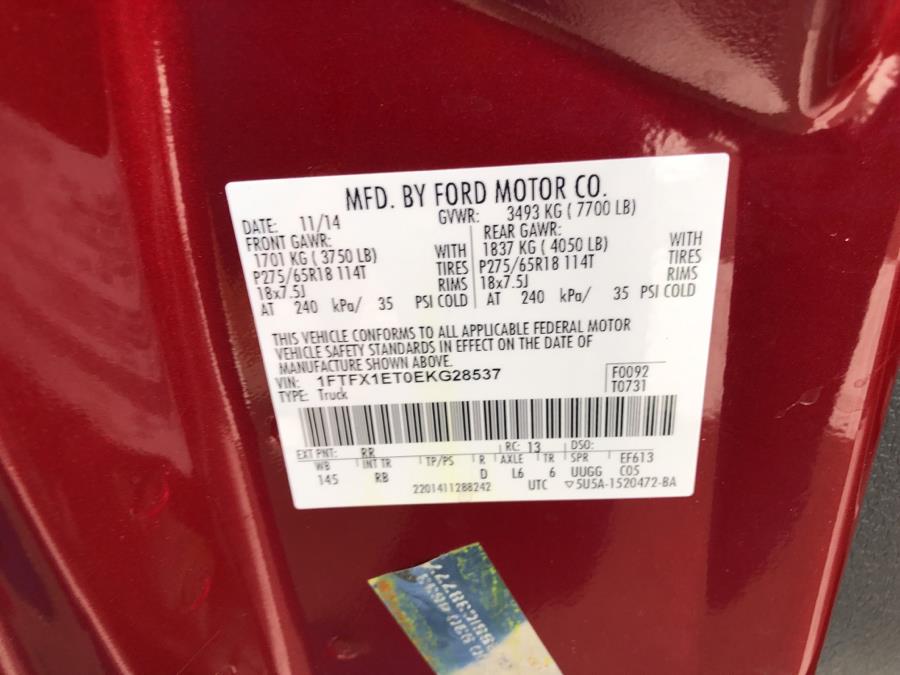 MFD. BY FORD MOTOR CO.
DATE: 11/14 GVWR: 3493 KG ( 7700 LB)
FRONT GAWR: REAR GAWR:
1701 KG ( 3750 LB) WITH 1837 KG ( 4050 LB) WITH
P275/65R18 114T TIRES P275/65R18 114T TIRES
18x7.5J RIMS 18x7.5J RIMS
AT 240 kPa/ 35 PSI COLD AT 240 kPa/ 35 PSI COLD
THIS VEHICLE CONFORMS TO ALL APPLICABLE FEDERAL MOTOR
VEHICLE SAFETY STANDARDS IN EFFECT ON THE DATE OF
MANUFACTURE SHOWN ABOVE.
VIN: 1FTFX1ET0EKG28537 F0092
TYPE: Truck T0731
EXT PNT: RR RC: 13 DSO:
WB INT TR TP/PS R AXLE TR SPR EF613
145 RB D L6 6 UUGG C05
2201411288242 UTC ▽5U5A-1520472-BA